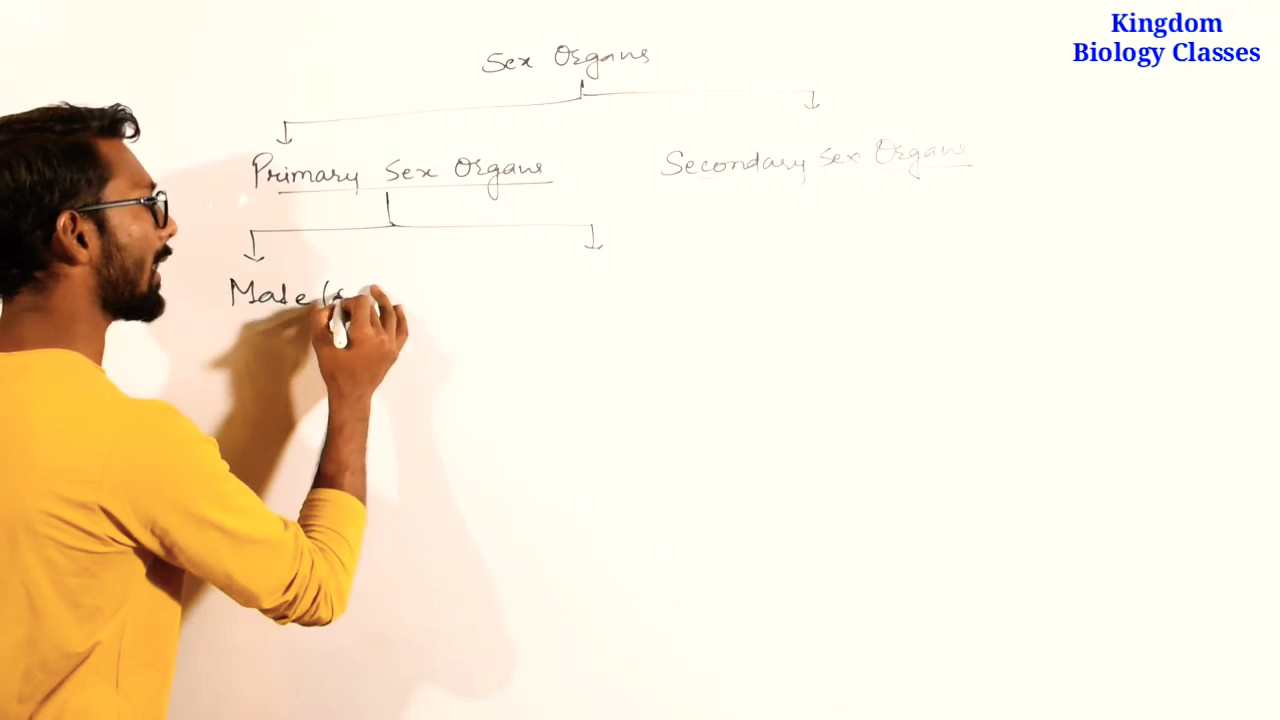 Kingdom
Biology Classes
Sex Organs
Primary Sex Organs
Secondary Sex Organs
Male (